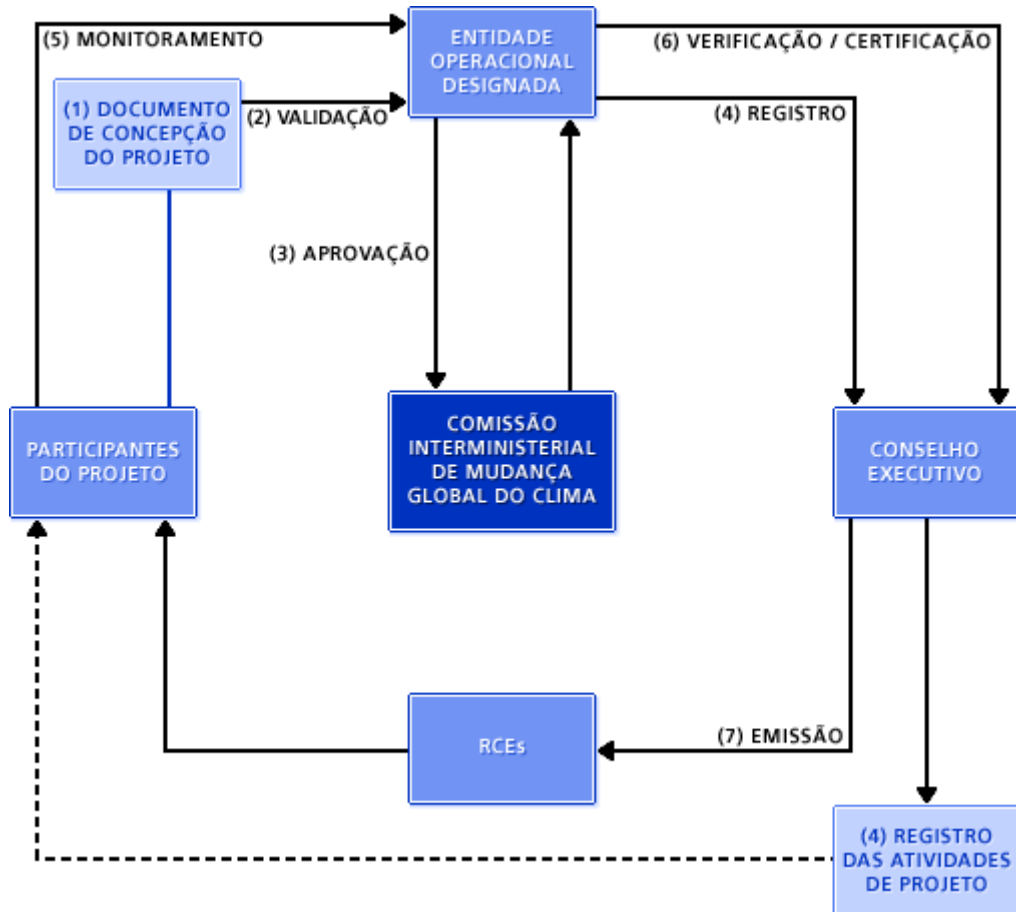 (5) MONITORAMENTO
ENTIDADE
OPERACIONAL
DESIGNADA
(6) VERIFICAÇÃO / CERTIFICAÇÃO
(1) DOCUMENTO
DE CONCEPÇÃO
DO PROJETO
(2) VALIDAÇÃO
(4) REGISTRO
(3) APROVAÇÃO
PARTICIPANTES
DO PROJETO
COMISSÃO
INTERMINISTERIAL
DE MUDANÇA
GLOBAL DO CLIMA
CONSELHO
EXECUTIVO
RCEs
(7) EMISSÃO
(4) REGISTRO
DAS ATIVIDADES
DE PROJETO